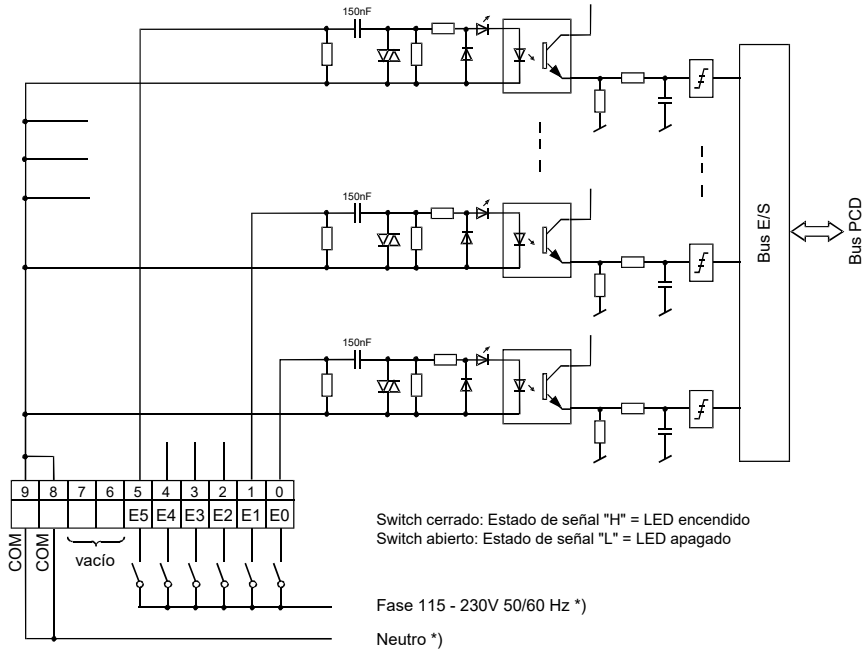 150nF
150nF
150nF
Bus E/S
Bus PCD
9 8 7 6 5 4 3 2 1 0
E5 E4 E3 E2 E1 E0
COM
COM
vacío
Switch cerrado: Estado de señal "H" = LED encendido
Switch abierto: Estado de señal "L" = LED apagado
Fase 115 - 230V 50/60 Hz *)
Neutro *)